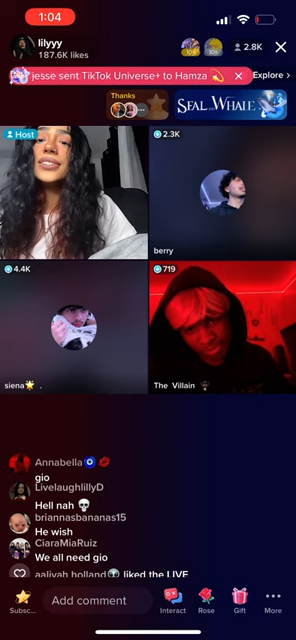 1:04
lilyyy
187.6K likes
2.8K
jesse sent TikTok Universe+ to Hamza
Explore >
Thanks
SEAL THE WHALE
Host
2.3K
berry
4.4K
719
siena🌟 .
The Villain
Annabella🧿 💋
gio
LivelaughlillyD
Hell nah 💀
briannasbananas15
He wish
CiaraMiaRuiz
We all need gio
aaliyah holland👽 liked the LIVE
Subsc...
Add comment
Interact
Rose
Gift
More